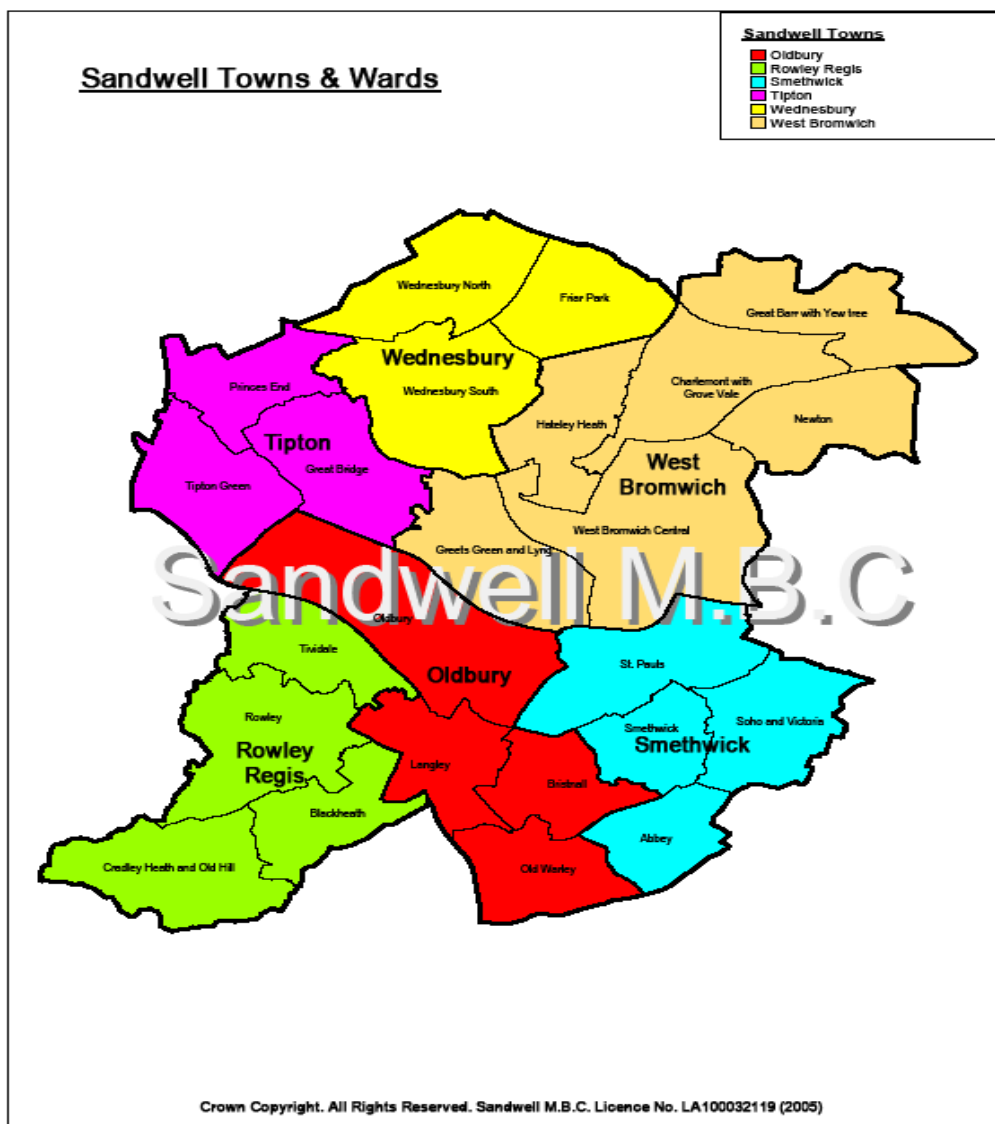 Sandwell Towns & Wards
Sandwell Towns
Oldbury
Rowley Regis
Smethwick
Tipton
Wednesbury
West Bromwich
Wednesbury North
Friar Park
Great Barr with Yew tree
Wednesbury
Wednesbury South
Princes End
Charlemont with
Grove Vale
Newton
Hateley Heath
Tipton
Great Bridge
Tipton Green
West
Bromwich
West Bromwich Central
Greets Green and Lyng
Sandwell M.B.C
Oldbury
Tividale
Oldbury
St. Pauls
Rowley
Smethwick
Soho and Victoria
Smethwick
Rowley
Regis
Langley
Bristnall
Blackheath
Abbey
Cradley Heath and Old Hill
Old Warley
Crown Copyright. All Rights Reserved. Sandwell M.B.C. Licence No. LA100032119 (2005)